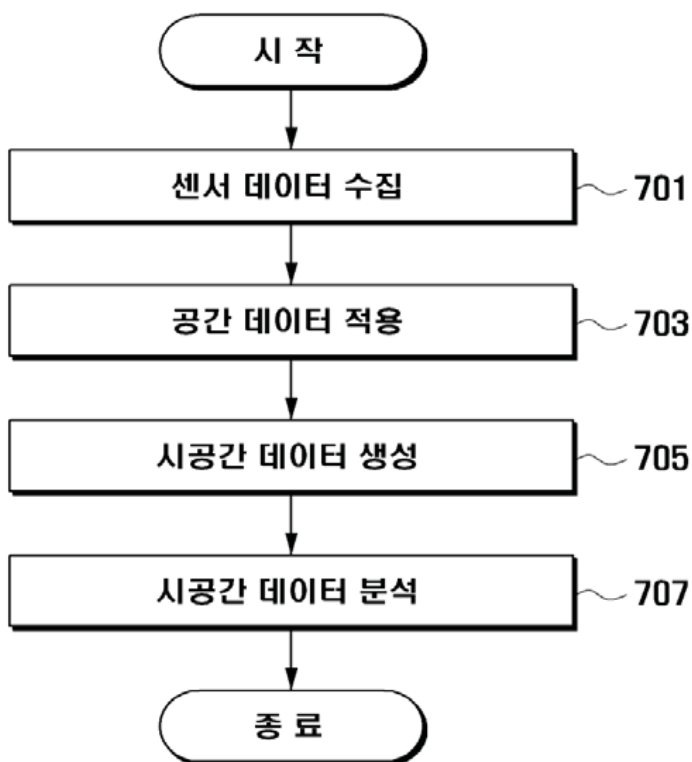 시 작
센서 데이터 수집
701
공간 데이터 적용
703
시공간 데이터 생성
705
시공간 데이터 분석
707
종 료